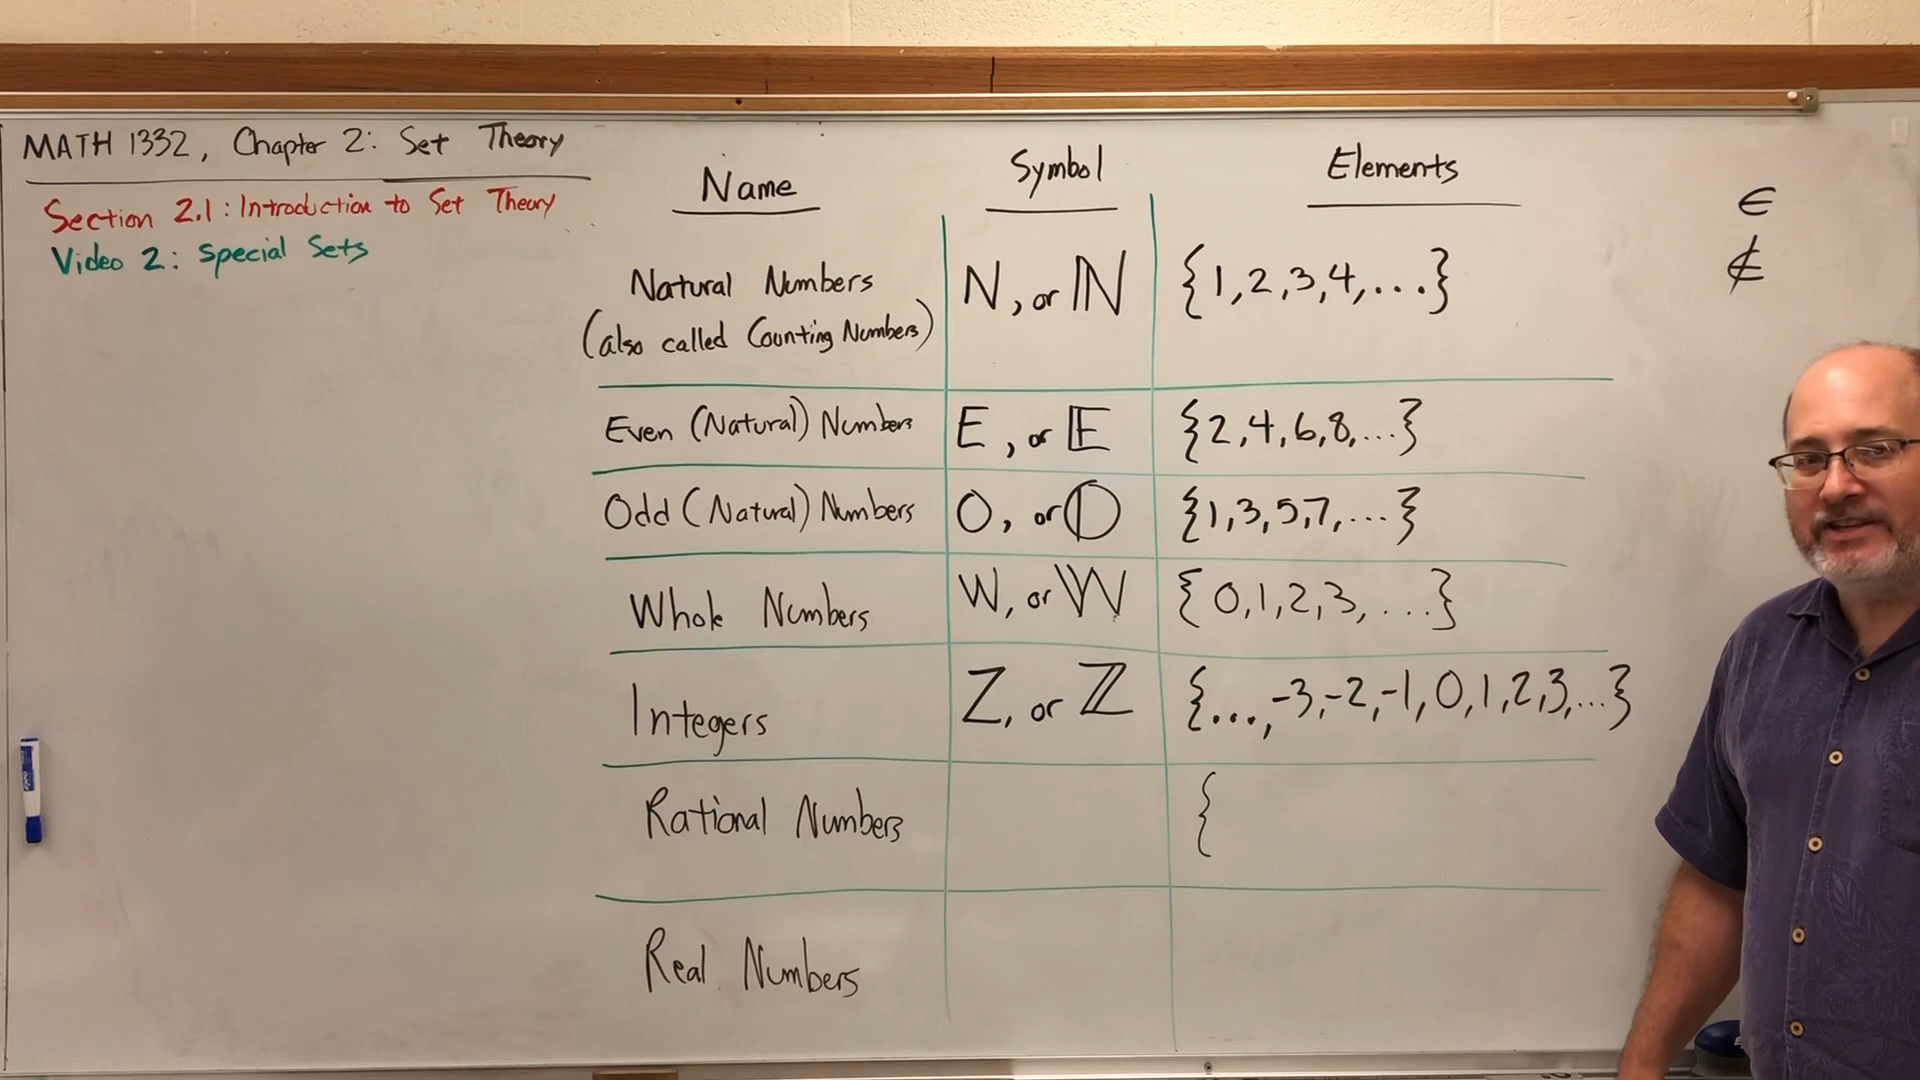 MATH 1332, Chapter 2: Set Theory
Section 2.1: Introduction to Set Theory
Video 2: Special Sets
Name Symbol Elements
∈
∉
Natural Numbers
(also called Counting Numbers)
N, or ℕ
{1,2,3,4,...}
Even (Natural) Numbers
E, or 𝔼
{2,4,6,8,...}
Odd (Natural) Numbers
O, or 𝕆
{1,3,5,7,...}
Whole Numbers
W, or 𝕎
{0,1,2,3,...}
Integers
Z, or ℤ
{...,-3,-2,-1,0,1,2,3,...}
Rational Numbers
{
Real Numbers